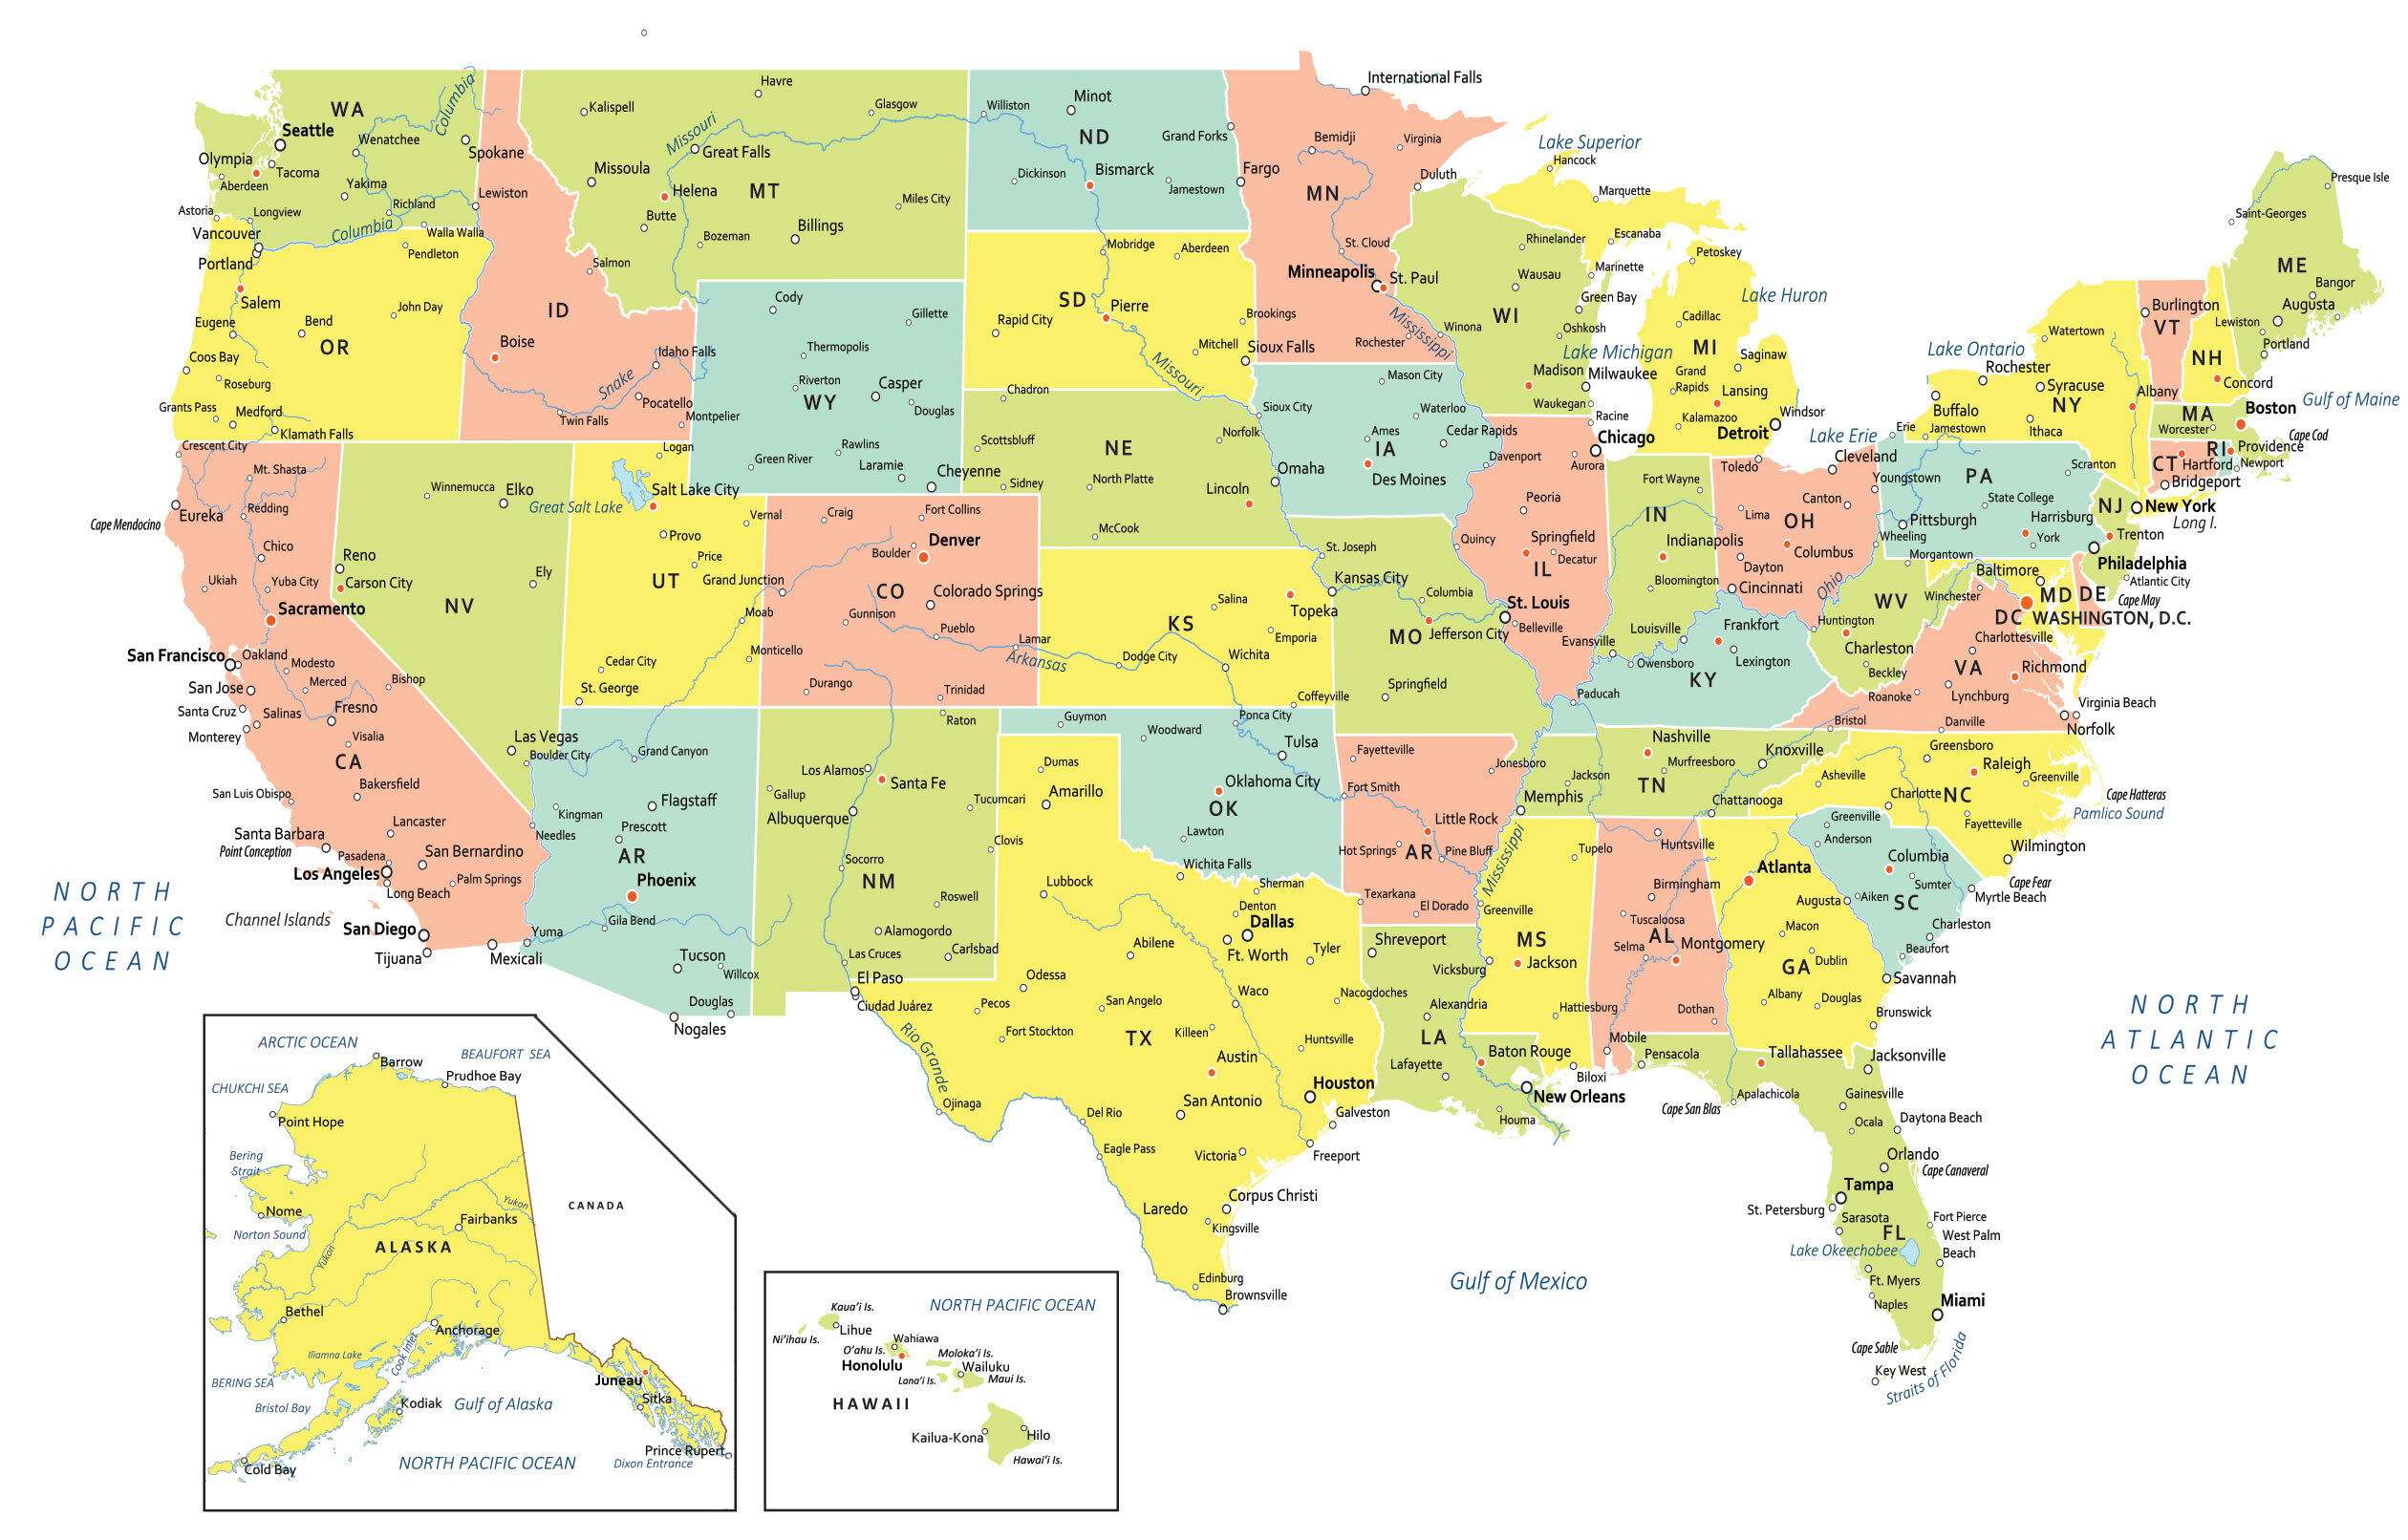 WA
Columbia
Seattle
Wenatchee
Spokane
Olympia
Tacoma
Aberdeen
Yakima
Richland
Lewiston
Astoria
Longview
Columbia
Walla Walla
Vancouver
Pendleton
Portland
Salem
John Day
Eugene
Bend
OR
Coos Bay
Roseburg
Grants Pass
Medford
Klamath Falls
ID
Salmon
Boise
Idaho Falls
Snake
Pocatello
Twin Falls
Montpelier
Havre
Kalispell
Glasgow
Missouri
Great Falls
Missoula
Helena
MT
Miles City
Butte
Billings
Bozeman
Cody
Gillette
Thermopolis
Riverton
Casper
WY
Douglas
Rawlins
Green River
Laramie
Cheyenne
Williston
Minot
ND
Grand Forks
Dickinson
Bismarck
Jamestown
Fargo
Mobridge
Aberdeen
SD
Pierre
Rapid City
Brookings
Mitchell
Sioux Falls
Missouri
Chadron
Scottsbluff
NE
Norfolk
Omaha
Sidney
North Platte
Lincoln
McCook
International Falls
Bemidji
Virginia
Duluth
MN
St. Cloud
Minneapolis
St. Paul
Mississippi
Winona
Rochester
Lake Superior
Hancock
Marquette
Rhinelander
Escanaba
Petoskey
Wausau
Marinette
WI
Green Bay
Lake Huron
Oshkosh
Cadillac
Lake Michigan
MI
Saginaw
Madison
Milwaukee
Grand
Rapids
Lansing
Waukegan
Racine
Kalamazoo
Windsor
Detroit
Mason City
Sioux City
Waterloo
Ames
Cedar Rapids
IA
Des Moines
Davenport
Chicago
Aurora
Peoria
Springfield
Quincy
Decatur
IL
Belleville
Fort Wayne
IN
Indianapolis
Bloomington
Evansville
Toledo
Cleveland
Youngstown
Canton
Lima
OH
Columbus
Dayton
Cincinnati
Ohio
Lake Erie
Lake Ontario
Watertown
Rochester
Syracuse
NY
Albany
Buffalo
Ithaca
Jamestown
Erie
PA
Scranton
State College
Pittsburgh
Harrisburg
Wheeling
York
Philadelphia
Morgantown
Presque Isle
Saint-Georges
ME
Bangor
Augusta
Lewiston
Portland
Burlington
VT
NH
Concord
Gulf of Maine
MA
Boston
Worcester
Cape Cod
RI
Providence
CT
Hartford
Newport
Bridgeport
NJ
New York
Long I.
Trenton
Atlantic City
Cape May
Baltimore
MD
DE
DC
WASHINGTON, D.C.
Winchester
WV
Huntington
Charleston
Beckley
Charlottesville
VA
Richmond
Roanoke
Lynchburg
Virginia Beach
Norfolk
Bristol
Danville
Crescent City
Mt. Shasta
Redding
Cape Mendocino
Eureka
Chico
Ukiah
Yuba City
Sacramento
San Francisco
Oakland
Modesto
San Jose
Merced
Bishop
Santa Cruz
Salinas
Fresno
Monterey
Visalia
CA
San Luis Obispo
Bakersfield
Santa Barbara
Lancaster
Point Conception
Pasadena
San Bernardino
Los Angeles
Palm Springs
Long Beach
Channel Islands
San Diego
Tijuana
Mexicali
Needles
Winnemucca
Elko
Reno
Carson City
Ely
NV
Las Vegas
Boulder City
Logan
Great Salt Lake
Salt Lake City
Provo
Vernal
Price
UT
Moab
Cedar City
Monticello
St. George
Craig
Fort Collins
Boulder
Denver
Grand Junction
CO
Colorado Springs
Gunnison
Pueblo
Lamar
Durango
Trinidad
Arkansas
KS
Salina
Topeka
Emporia
Dodge City
Wichita
Coffeyville
St. Joseph
Kansas City
Columbia
St. Louis
MO
Jefferson City
Springfield
Louisville
Frankfort
Owensboro
Lexington
KY
Paducah
Grand Canyon
Kingman
Flagstaff
Prescott
AR
Phoenix
Gila Bend
Yuma
Tucson
Willcox
Douglas
Nogales
Raton
Los Alamos
Santa Fe
Gallup
Tucumcari
Albuquerque
Clovis
Socorro
NM
Roswell
Alamogordo
Las Cruces
Carlsbad
El Paso
Ciudad Juárez
Guymon
Woodward
Ponca City
Tulsa
Oklahoma City
OK
Lawton
Dumas
Amarillo
Wichita Falls
Lubbock
Sherman
Denton
Dallas
Ft. Worth
Abilene
Tyler
Odessa
Waco
Nacogdoches
Pecos
San Angelo
Fort Stockton
TX
Killeen
Huntsville
Rio Grande
Austin
Houston
Ojinaga
Del Rio
San Antonio
Galveston
Eagle Pass
Victoria
Freeport
Laredo
Corpus Christi
Kingsville
Edinburg
Brownsville
Fayetteville
Jonesboro
Fort Smith
Little Rock
Hot Springs
AR
Pine Bluff
Texarkana
El Dorado
Mississippi
Shreveport
Alexandria
LA
Lafayette
Baton Rouge
New Orleans
Houma
Nashville
Knoxville
Jackson
Murfreesboro
TN
Memphis
Chattanooga
Tupelo
Greenville
MS
Vicksburg
Jackson
Hattiesburg
Biloxi
Huntsville
Birmingham
Tuscaloosa
Selma
AL
Montgomery
Dothan
Mobile
Greensboro
Raleigh
Asheville
Greenville
Charlotte
NC
Cape Hatteras
Pamlico Sound
Fayetteville
Wilmington
Cape Fear
Greenville
Anderson
Columbia
Sumter
Aiken
SC
Myrtle Beach
Charleston
Beaufort
Atlanta
Augusta
Macon
GA
Dublin
Savannah
Albany
Douglas
Brunswick
Pensacola
Tallahassee
Jacksonville
Cape San Blas
Apalachicola
Gainesville
Daytona Beach
Ocala
Orlando
Cape Canaveral
Tampa
St. Petersburg
Sarasota
Fort Pierce
FL
West Palm
Beach
Lake Okeechobee
Ft. Myers
Naples
Miami
Cape Sable
Key West
Straits of Florida
Gulf of Mexico
NORTH
PACIFIC
OCEAN
NORTH
ATLANTIC
OCEAN
ARCTIC OCEAN
BEAUFORT SEA
Barrow
Prudhoe Bay
CHUKCHI SEA
Point Hope
Bering
Strait
CANADA
Yukon
Nome
Fairbanks
Norton Sound
ALASKA
Yukon
Bethel
Anchorage
Cook Inlet
Iliamna Lake
BERING SEA
Juneau
Bristol Bay
Kodiak
Gulf of Alaska
Sitka
Prince Rupert
NORTH PACIFIC OCEAN
Dixon Entrance
Cold Bay
Kaua'i Is.
NORTH PACIFIC OCEAN
Ni'ihau Is.
Lihue
Wahiawa
O'ahu Is.
Moloka'i Is.
Honolulu
Wailuku
Lana'i Is.
Maui Is.
HAWAII
Kailua-Kona
Hilo
Hawai'i Is.